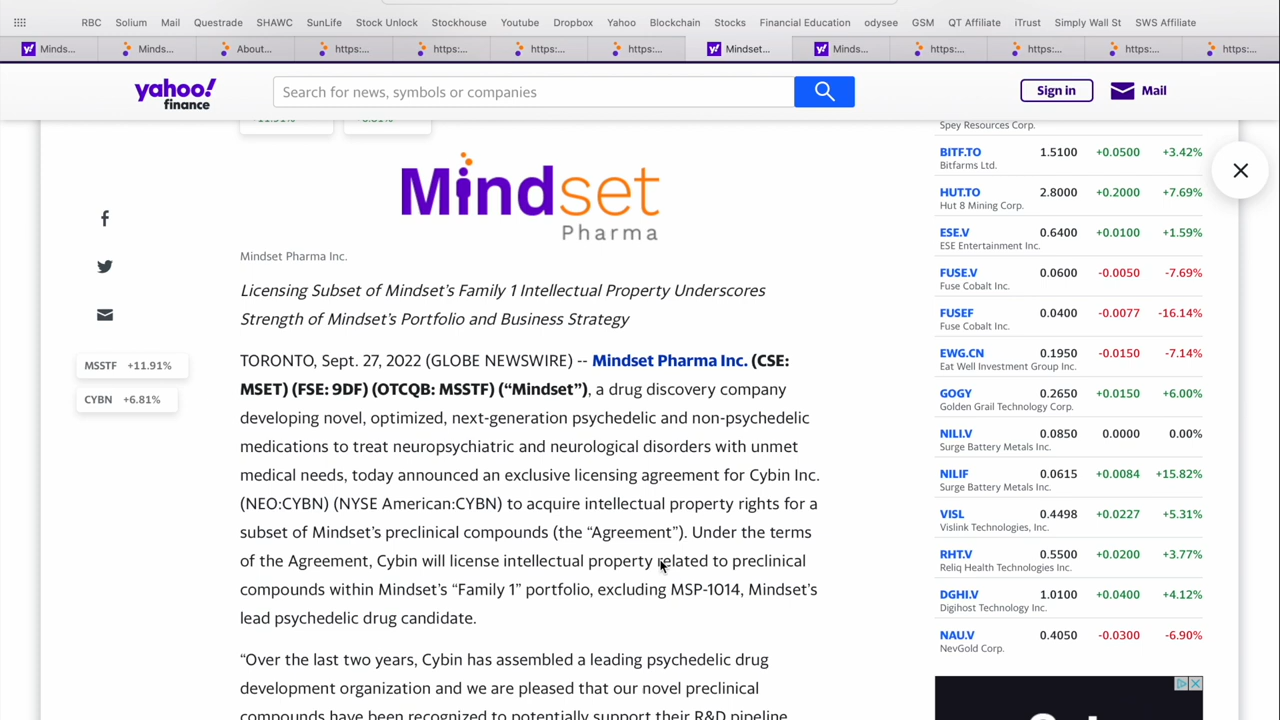 RBC Solium Mail Questrade SHAWC SunLife Stock Unlock Stockhouse Youtube Dropbox Yahoo Blockchain Stocks Financial Education odysee GSM QT Affiliate iTrust Simply Wall St SWS Affiliate
Minds... Minds... About... https:... https:... https:... https:... Mindset... Minds... https:... https:... https:... https:...
yahoo!
finance
Search for news, symbols or companies
Sign in
Mail
+11.91%
Mindset
Pharma
Mindset Pharma Inc.
Licensing Subset of Mindset’s Family 1 Intellectual Property Underscores
Strength of Mindset’s Portfolio and Business Strategy
TORONTO, Sept. 27, 2022 (GLOBE NEWSWIRE) -- Mindset Pharma Inc. (CSE:
MSET) (FSE: 9DF) (OTCQB: MSSTF) (“Mindset”), a drug discovery company
developing novel, optimized, next-generation psychedelic and non-psychedelic
medications to treat neuropsychiatric and neurological disorders with unmet
medical needs, today announced an exclusive licensing agreement for Cybin Inc.
(NEO:CYBN) (NYSE American:CYBN) to acquire intellectual property rights for a
subset of Mindset’s preclinical compounds (the “Agreement”). Under the terms
of the Agreement, Cybin will license intellectual property related to preclinical
compounds within Mindset’s “Family 1” portfolio, excluding MSP-1014, Mindset’s
lead psychedelic drug candidate.
“Over the last two years, Cybin has assembled a leading psychedelic drug
development organization and we are pleased that our novel preclinical
compounds have been recognized to potentially support their R&D pipeline
MSSTF +11.91%
CYBN +6.81%
Spey Resources Corp.
BITF.TO 1.5100 +0.0500 +3.42%
Bitfarms Ltd.
HUT.TO 2.8000 +0.2000 +7.69%
Hut 8 Mining Corp.
ESE.V 0.6400 +0.0100 +1.59%
ESE Entertainment Inc.
FUSE.V 0.0600 -0.0050 -7.69%
Fuse Cobalt Inc.
FUSEF 0.0400 -0.0077 -16.14%
Fuse Cobalt Inc.
EWG.CN 0.1950 -0.0150 -7.14%
Eat Well Investment Group Inc.
GOGY 0.2650 +0.0150 +6.00%
Golden Grail Technology Corp.
NILI.V 0.0850 0.0000 0.00%
Surge Battery Metals Inc.
NILIF 0.0615 +0.0084 +15.82%
Surge Battery Metals Inc.
VISL 0.4498 +0.0227 +5.31%
Vislink Technologies, Inc.
RHT.V 0.5500 +0.0200 +3.77%
Reliq Health Technologies Inc.
DGHI.V 1.0100 +0.0400 +4.12%
Digihost Technology Inc.
NAU.V 0.4050 -0.0300 -6.90%
NevGold Corp.